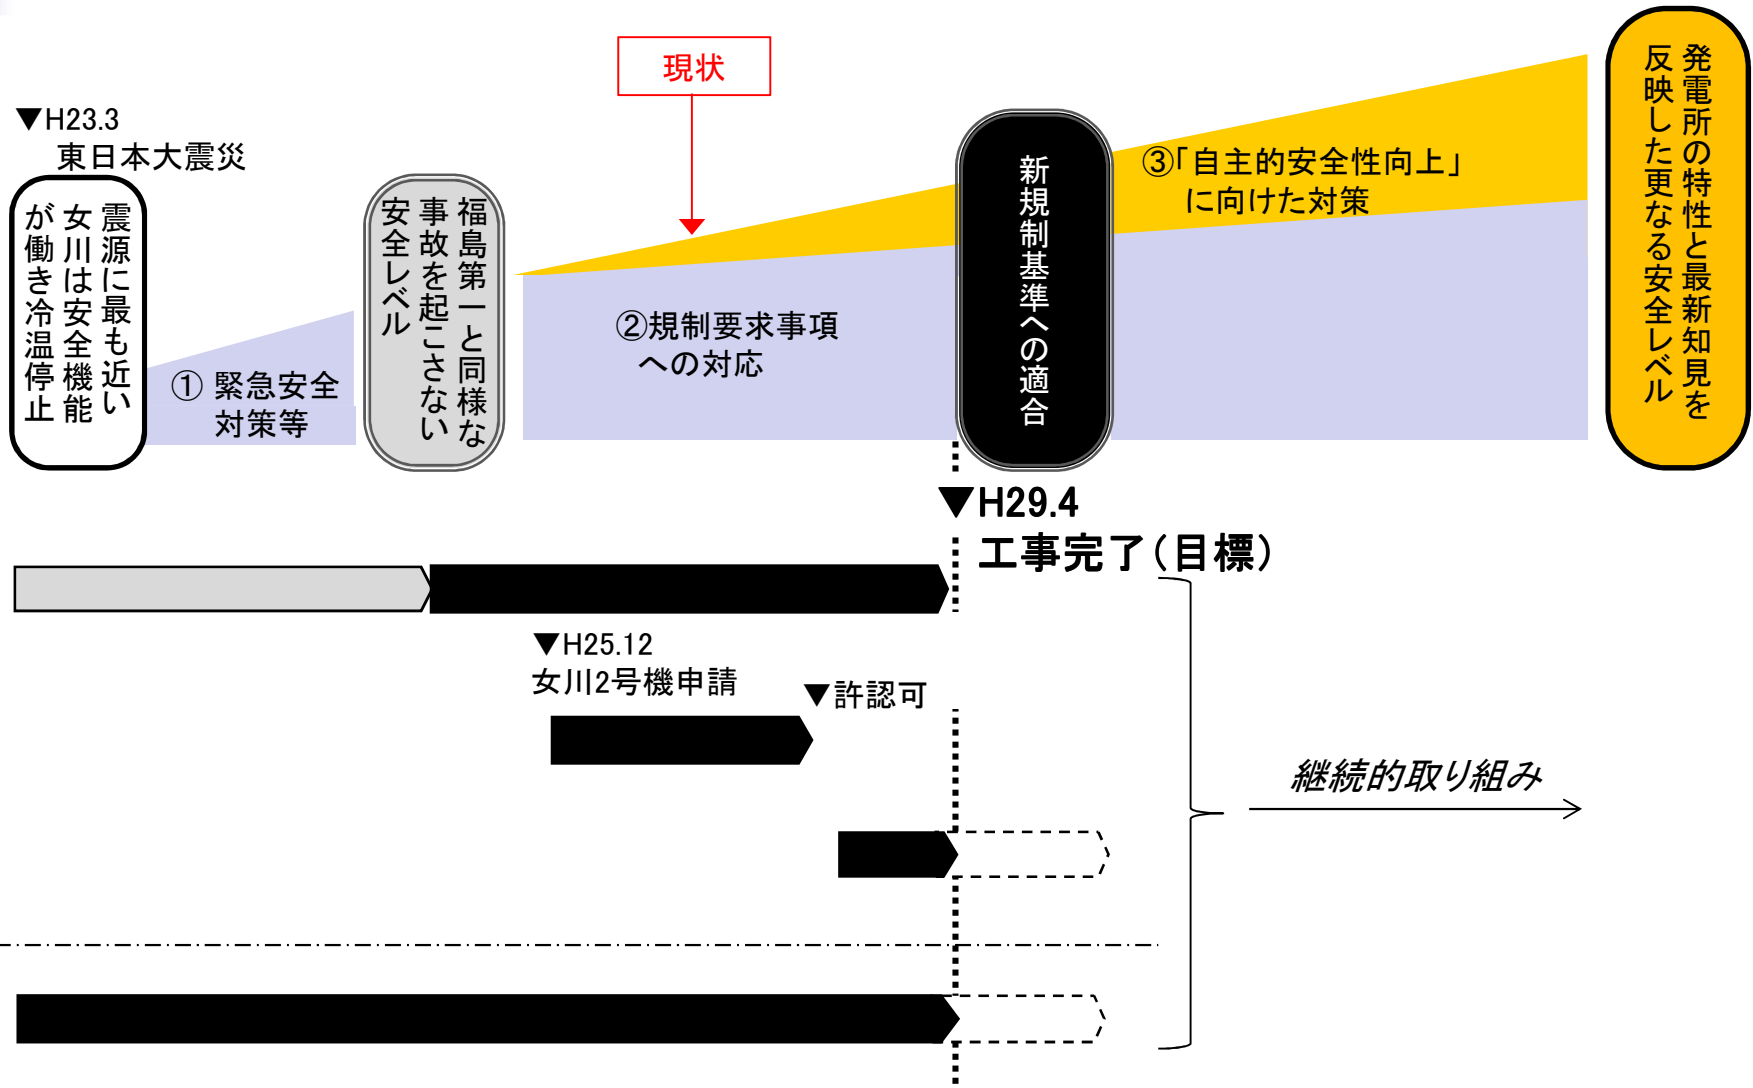 現状
▼H23.3
東日本大震災
震源に最も近い
女川は安全機能
が働き冷温停止
① 緊急安全
対策等
福島第一と同様な
事故を起こさない
安全レベル
②規制要求事項
への対応
新規制基準への適合
③「自主的安全性向上」
に向けた対策
発電所の特性と最新知見を
反映した更なる安全レベル
▼H29.4
工事完了(目標)
▼H25.12
女川2号機申請
▼許認可
継続的取り組み